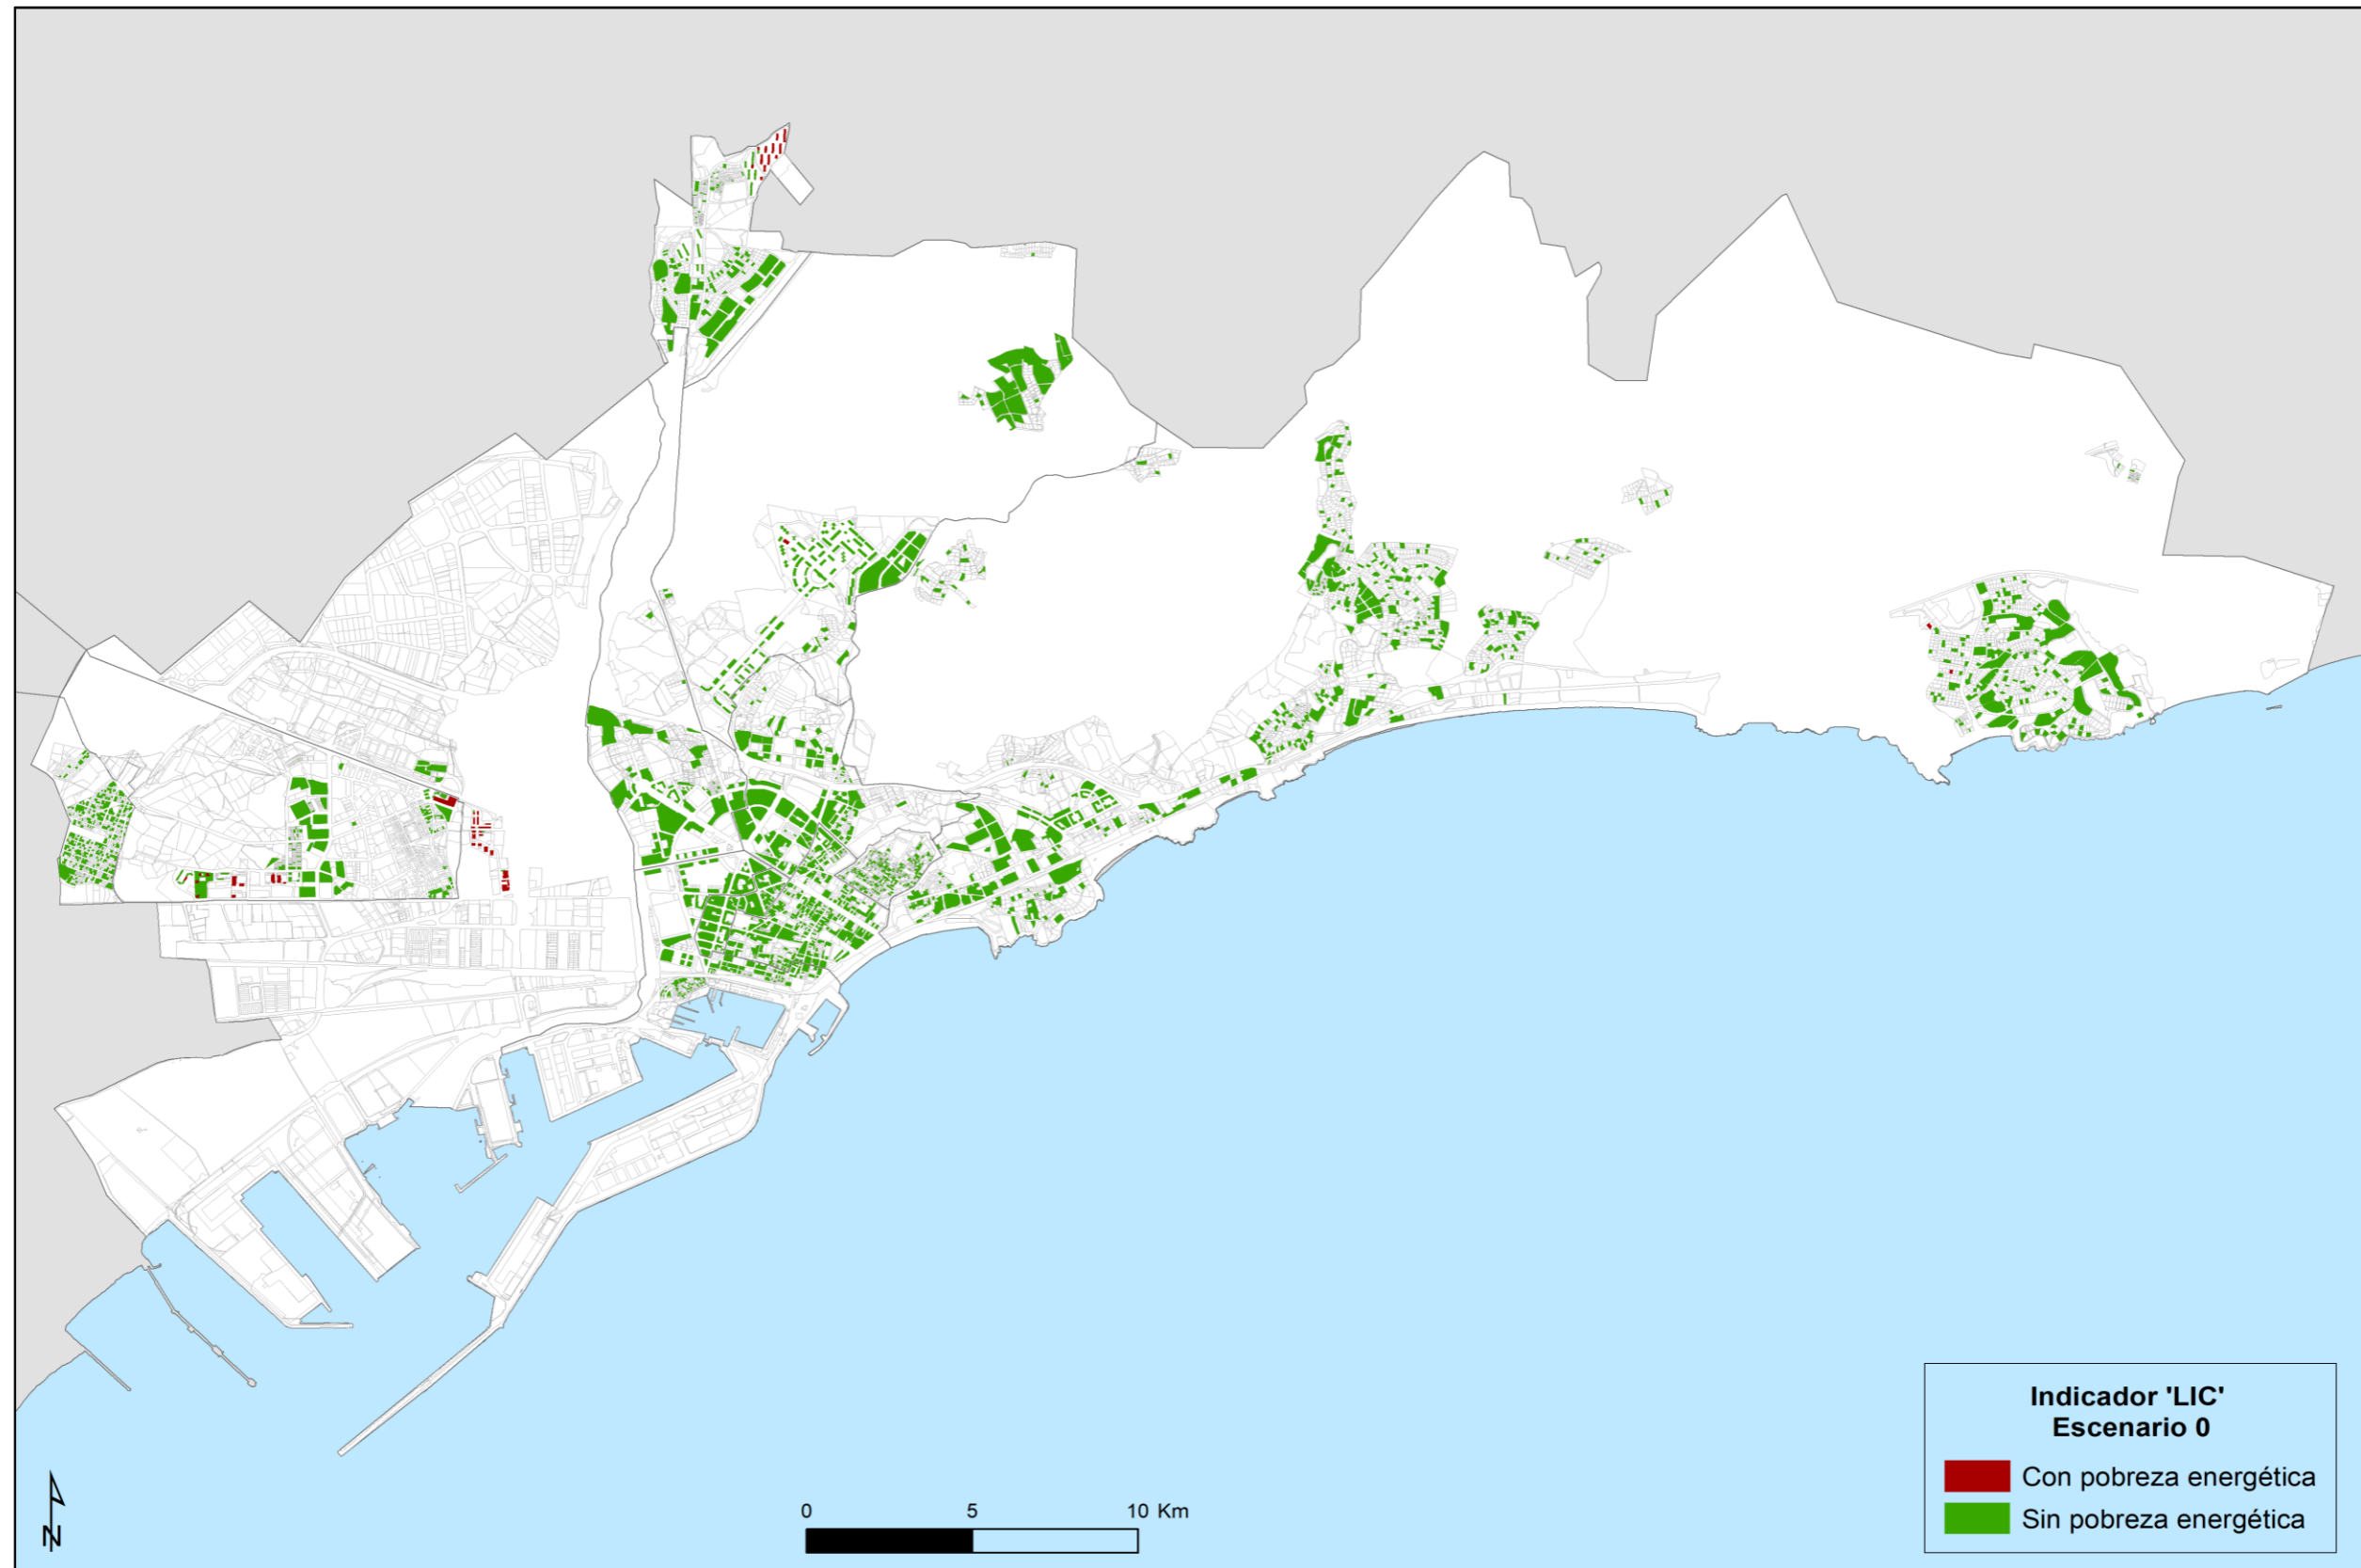 Indicador 'LIC'
Escenario 0
Con pobreza energética
Sin pobreza energética
0 5 10 Km
N